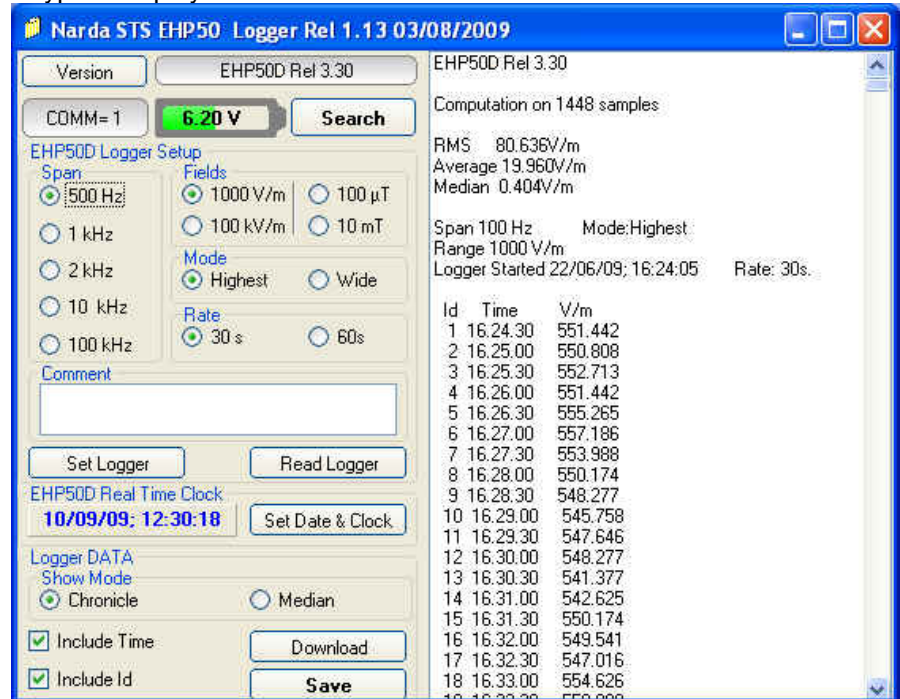 Narda STS EHP50 Logger Rel 1.13 03/08/2009
Version
EHP50D Rel 3.30
COMM= 1
6.20 V
Search
EHP50D Logger Setup
Span
500 Hz
1 kHz
2 kHz
10 kHz
100 kHz
Fields
1000 V/m
100 µT
100 kV/m
10 mT
Mode
Highest
Wide
Rate
30 s
60s
Comment
Set Logger
Read Logger
EHP50D Real Time Clock
10/09/09; 12:30:18
Set Date & Clock
Logger DATA
Show Mode
Chronicle
Median
Include Time
Download
Include Id
Save
EHP50D Rel 3.30
Computation on 1448 samples
RMS 80.636V/m
Average 19.960V/m
Median 0.404V/m
Span 100 Hz Mode:Highest
Range 1000 V/m
Logger Started 22/06/09; 16:24:05 Rate: 30s.
Id Time V/m
1 16.24.30 551.442
2 16.25.00 550.808
3 16.25.30 552.713
4 16.26.00 551.442
5 16.26.30 555.265
6 16.27.00 557.186
7 16.27.30 553.988
8 16.28.00 550.174
9 16.28.30 548.277
10 16.29.00 545.758
11 16.29.30 547.646
12 16.30.00 548.277
13 16.30.30 541.377
14 16.31.00 542.625
15 16.31.30 550.174
16 16.32.00 549.541
17 16.32.30 547.016
18 16.33.00 554.626